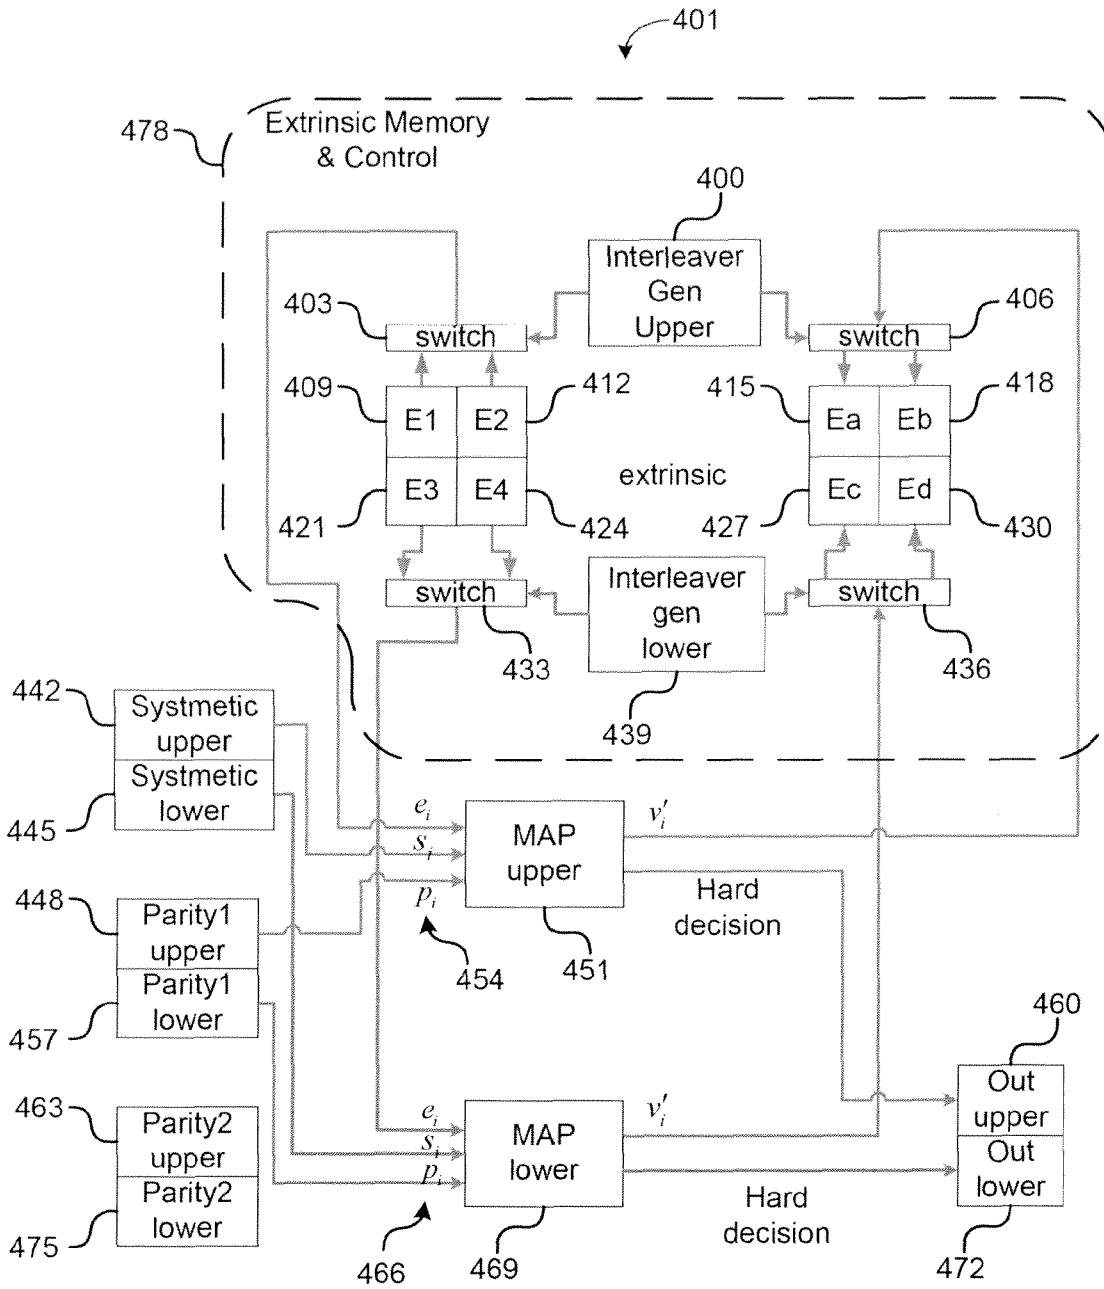 401
Extrinsic Memory
& Control
478
400
Interleaver
Gen
Upper
403
switch
406
switch
409
412
415
418
E1 E2
Ea Eb
E3 E4
Ec Ed
extrinsic
421
424
427
430
switch
Interleaver
gen
lower
switch
433
436
439
442
Systmetic
upper
Systmetic
lower
445
e_i
s_i
p_i
MAP
upper
v'_i
Hard
decision
448
Parity1
upper
Parity1
lower
454
451
457
460
463
Parity2
upper
Parity2
lower
475
e_i
s_i
p_i
MAP
lower
v'_i
Hard
decision
Out
upper
Out
lower
466
469
472